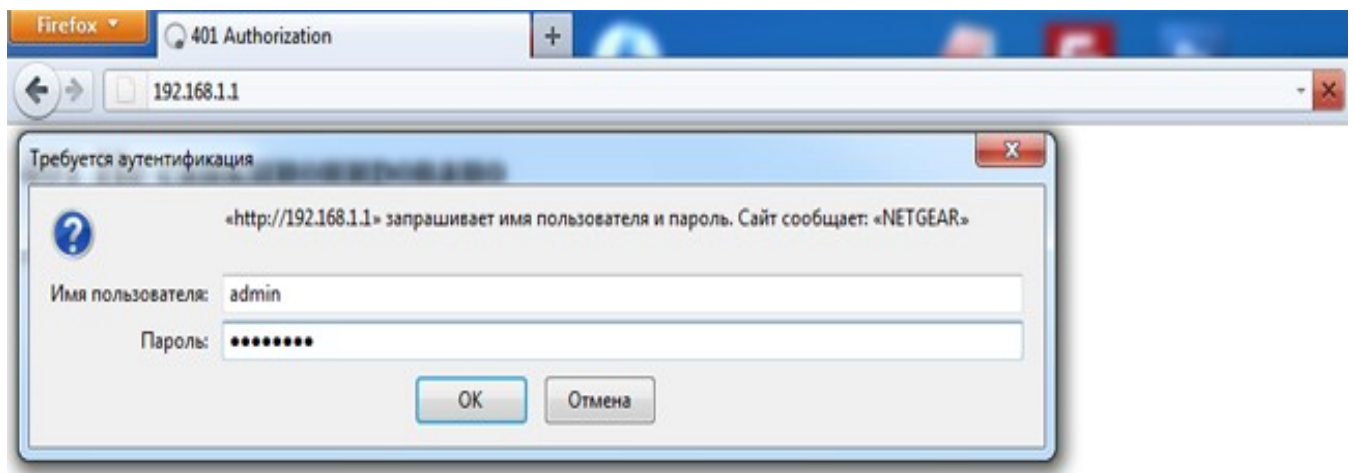 Firefox
401 Authorization
192.168.1.1
Требуется аутентификация
«http://192.168.1.1» запрашивает имя пользователя и пароль. Сайт сообщает: «NETGEAR»
Имя пользователя: admin
Пароль: ••••••••
OK
Отмена